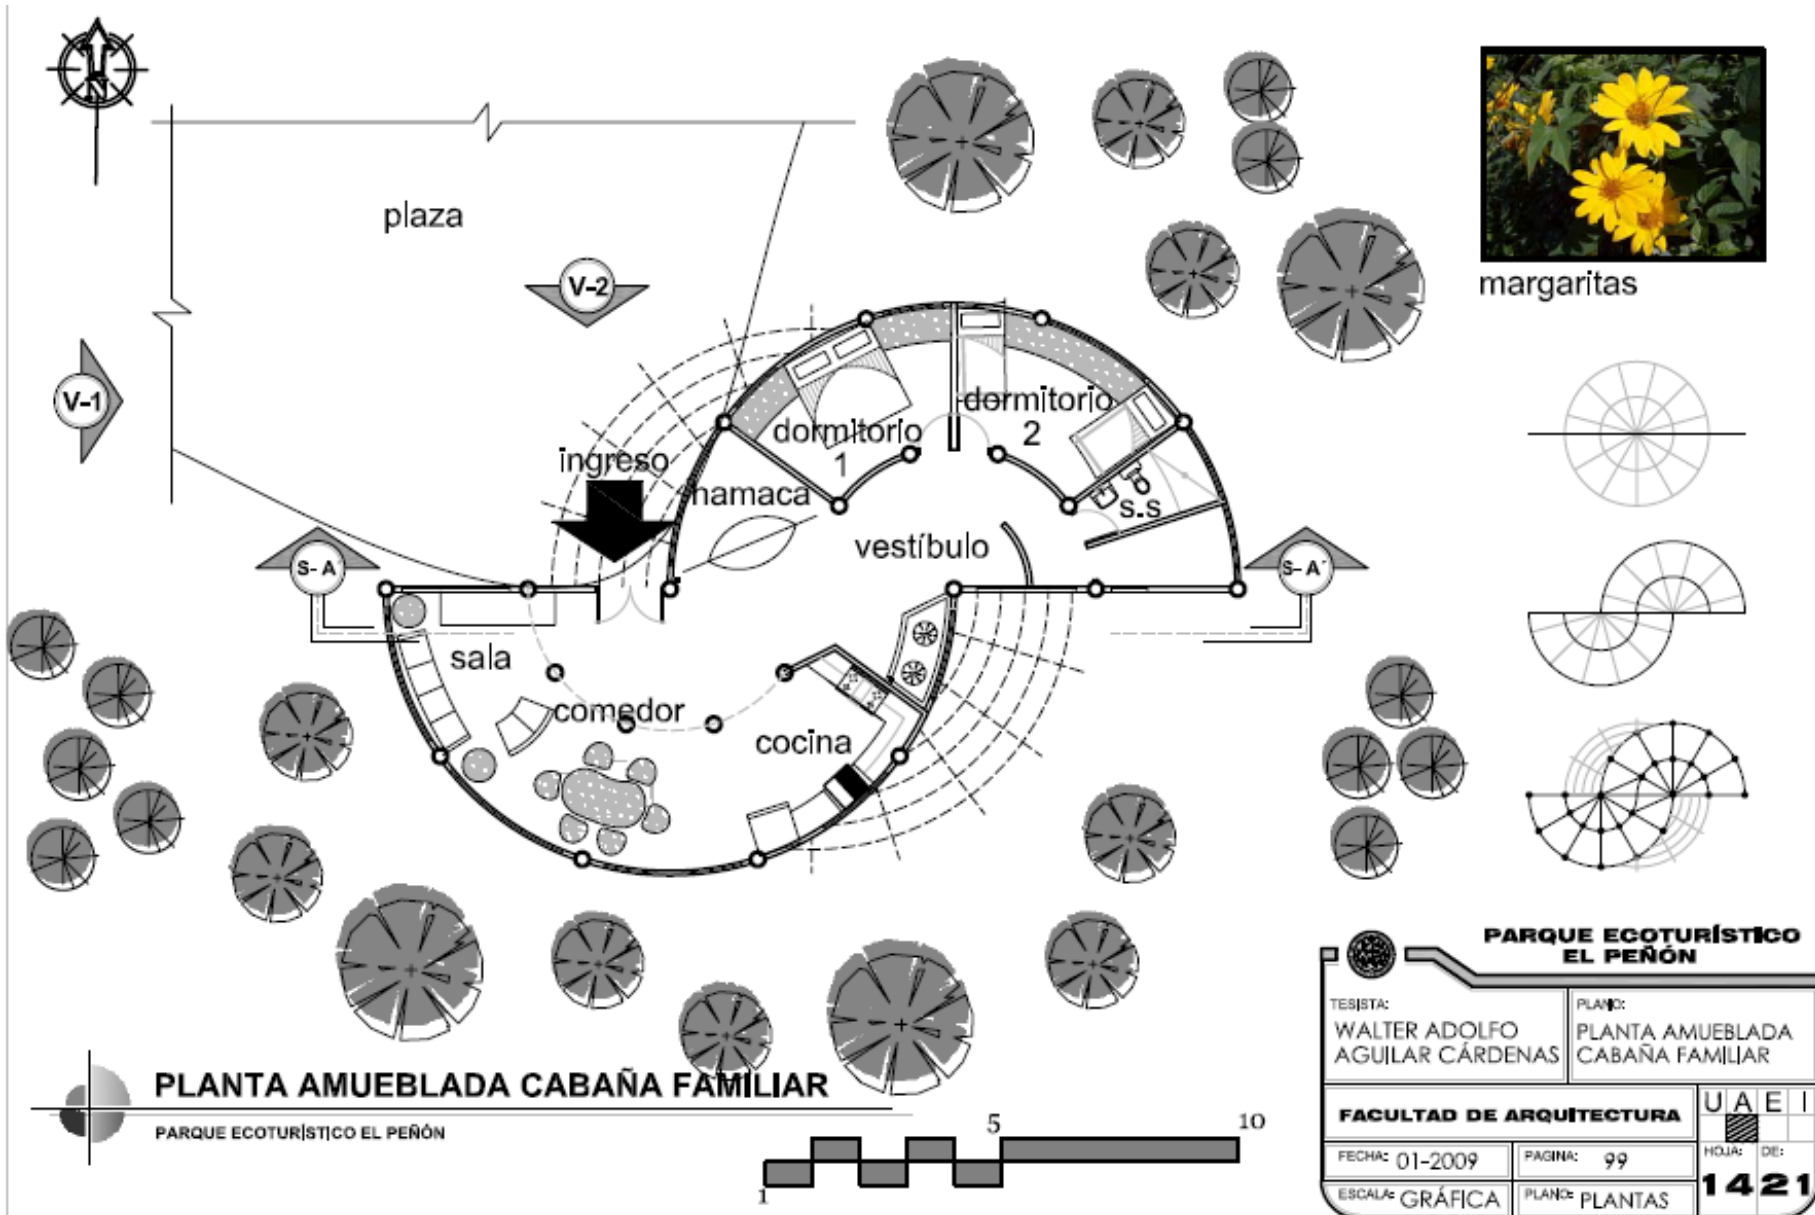 N
plaza
V-2
V-1
margaritas
dormitorio
1
dormitorio
2
ingreso
hamaca
s.s
vestíbulo
S-A
S-A´
sala
comedor
cocina
PLANTA AMUEBLADA CABAÑA FAMILIAR
PARQUE ECOTURÍSTICO EL PEÑÓN
1
5
10
PARQUE ECOTURÍSTICO
EL PEÑÓN
TESISTA:
WALTER ADOLFO
AGUILAR CÁRDENAS
PLANO:
PLANTA AMUEBLADA
CABAÑA FAMILIAR
FACULTAD DE ARQUITECTURA
U A E I
FECHA: 01-2009
PAGINA: 99
HOJA: DE:
14 21
ESCALA: GRÁFICA
PLANO: PLANTAS